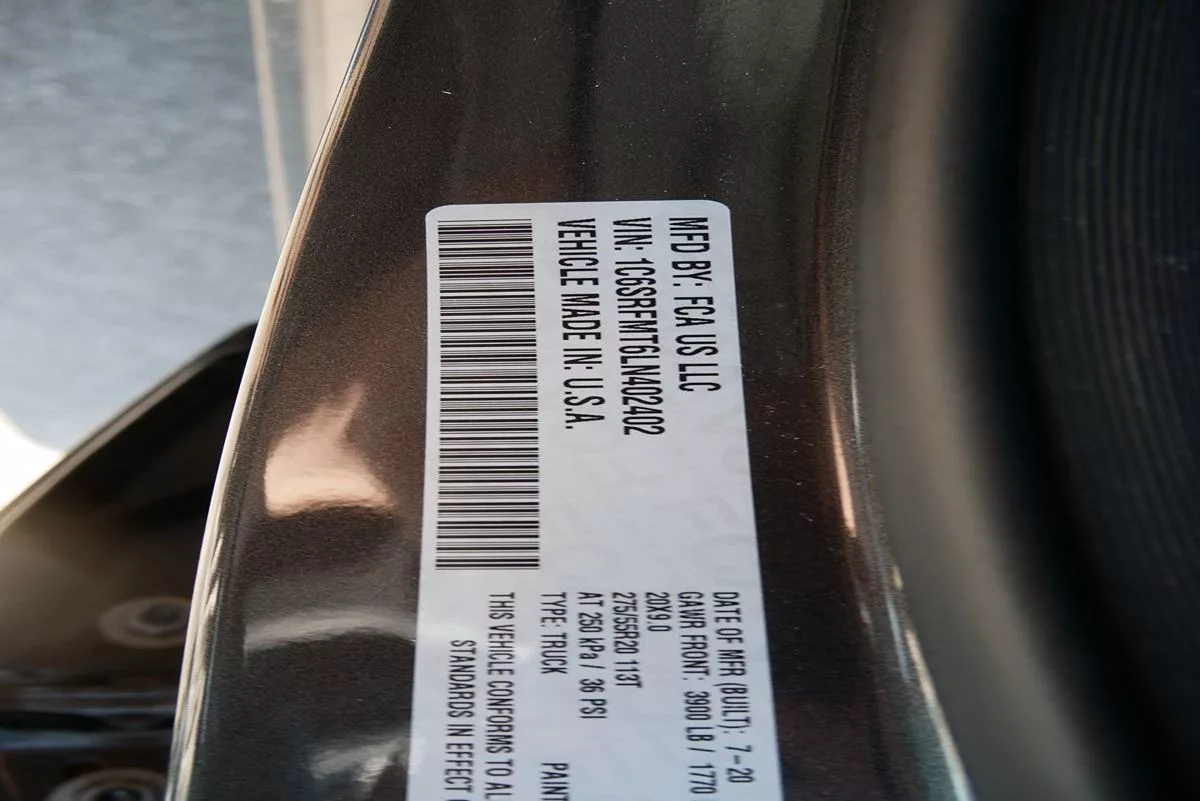 MFD BY: FCA US LLC
VIN: 1C6SRFMT6LN402402
VEHICLE MADE IN: U.S.A.
DATE OF MFR (BUILT): 7-20
GAWR FRONT: 3900 LB / 1770
20X9.0
275/55R20 113T
AT 250 kPa / 36 PSI
TYPE: TRUCK PAINT
THIS VEHICLE CONFORMS TO AL
STANDARDS IN EFFECT